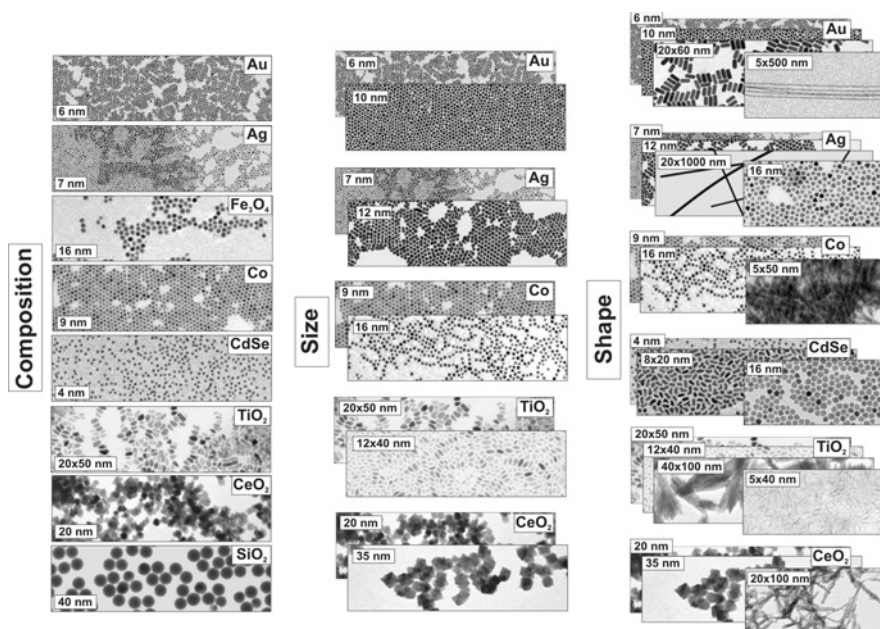 Composition
Au
6 nm
Ag
7 nm
Fe₃O₄
16 nm
Co
9 nm
CdSe
4 nm
TiO₂
20x50 nm
CeO₂
20 nm
SiO₂
40 nm
Size
6 nm
Au
10 nm
7 nm
Ag
12 nm
9 nm
Co
16 nm
20x50 nm
TiO₂
12x40 nm
20 nm
CeO₂
35 nm
Shape
6 nm
Au
10 nm
20x60 nm
5x500 nm
7 nm
Ag
12 nm
20x1000 nm
16 nm
9 nm
Co
16 nm
5x50 nm
4 nm
CdSe
8x20 nm
16 nm
20x50 nm
TiO₂
12x40 nm
40x100 nm
5x40 nm
20 nm
CeO₂
35 nm
20x100 nm